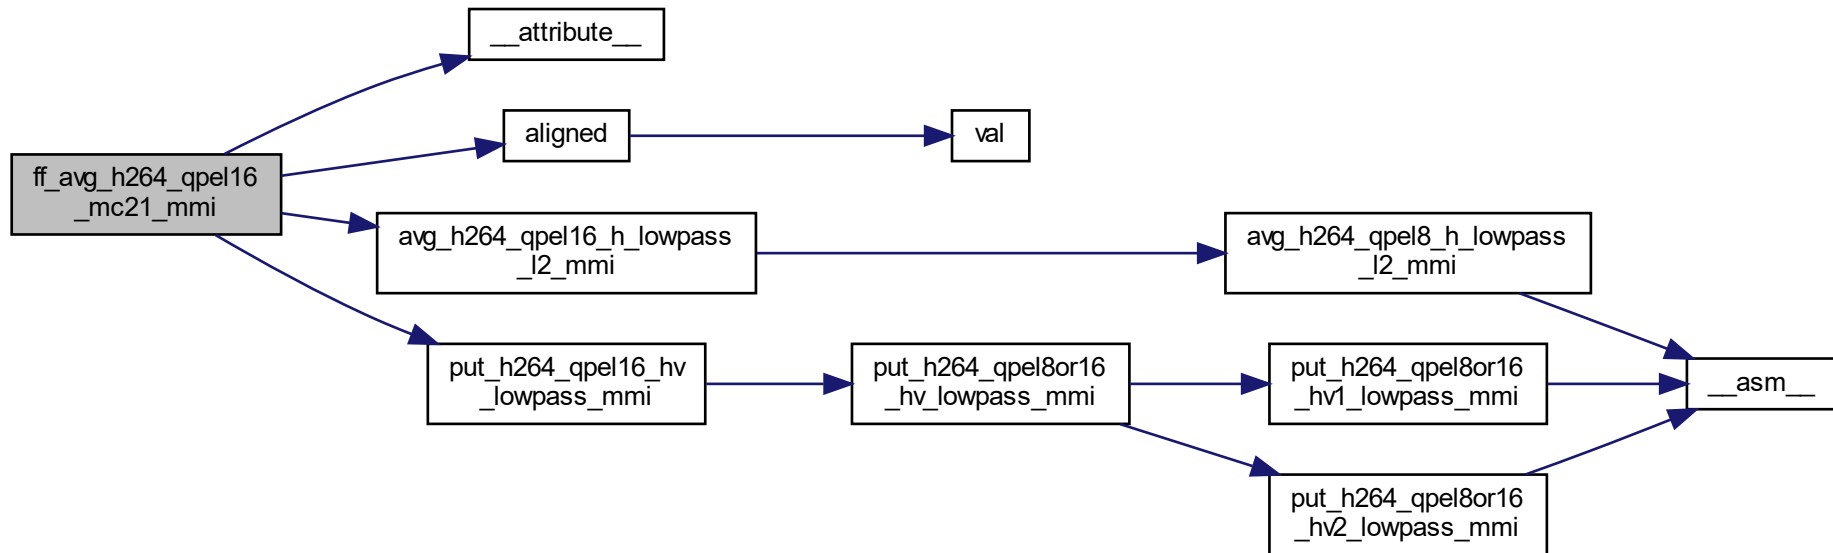 __attribute__
aligned
val
ff_avg_h264_qpel16
_mc21_mmi
avg_h264_qpel16_h_lowpass
_l2_mmi
avg_h264_qpel8_h_lowpass
_l2_mmi
put_h264_qpel16_hv
_lowpass_mmi
put_h264_qpel8or16
_hv_lowpass_mmi
put_h264_qpel8or16
_hv1_lowpass_mmi
__asm__
put_h264_qpel8or16
_hv2_lowpass_mmi